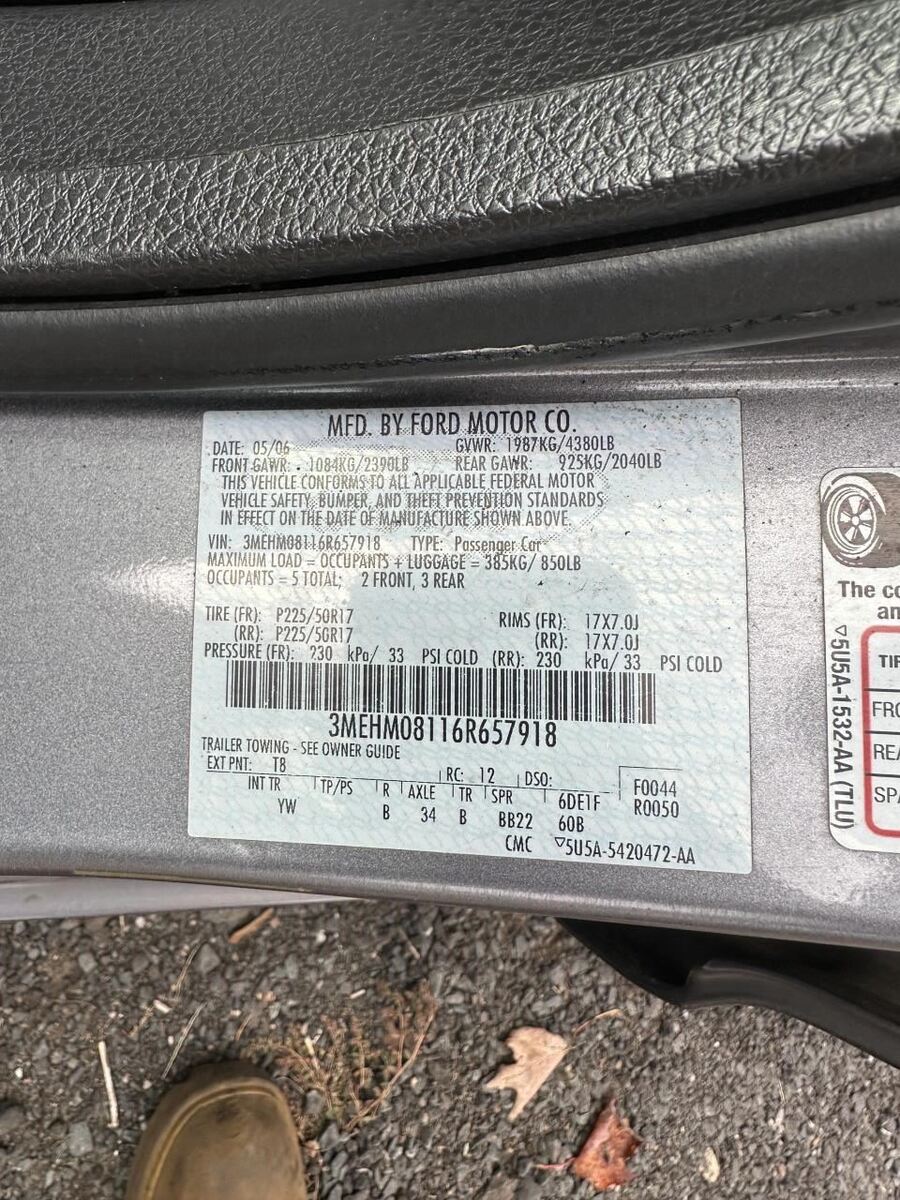 MFD. BY FORD MOTOR CO.
DATE: 05/06 GVWR: 1987KG/4380LB
FRONT GAWR: 1084KG/2390LB REAR GAWR: 925KG/2040LB
THIS VEHICLE CONFORMS TO ALL APPLICABLE FEDERAL MOTOR
VEHICLE SAFETY, BUMPER, AND THEFT PREVENTION STANDARDS
IN EFFECT ON THE DATE OF MANUFACTURE SHOWN ABOVE.
VIN: 3MEHM08116R657918 TYPE: Passenger Car
MAXIMUM LOAD = OCCUPANTS + LUGGAGE = 385KG/ 850LB
OCCUPANTS = 5 TOTAL; 2 FRONT, 3 REAR
TIRE (FR): P225/50R17 RIMS (FR): 17X7.0J
(RR): P225/50R17 (RR): 17X7.0J
PRESSURE (FR): 230 kPa/ 33 PSI COLD (RR): 230 kPa/ 33 PSI COLD
3MEHM08116R657918
TRAILER TOWING - SEE OWNER GUIDE
EXT PNT: T8 RC: 12 DSO: F0044
INT TR TP/PS R AXLE TR SPR 6DE1F R0050
YW B 34 B BB22 60B
CMC ▽5U5A-5420472-AA
The co
an
▽5U5A-1532-AA (TLU)
TIR
FRO
REA
SPA